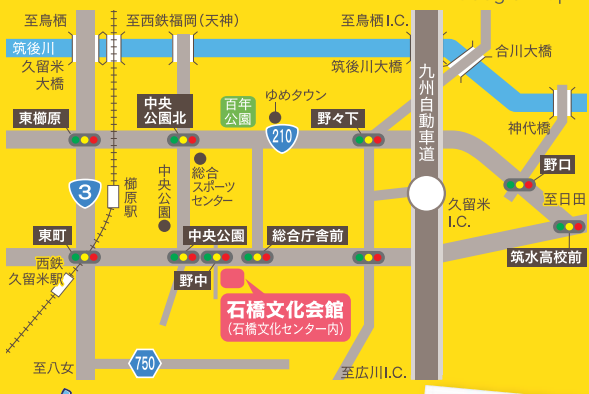 至鳥栖
至西鉄福岡(天神)
至鳥栖I.C.
筑後川
久留米
大橋
筑後川大橋
合川大橋
九州自動車道
東櫛原
中央
公園北
百年
公園
ゆめタウン
210
野々下
神代橋
野口
3
櫛原駅
中央公園
総合
スポーツ
センター
久留米
I.C.
至日田
東町
中央公園
総合庁舎前
筑水高校前
西鉄
久留米駅
野中
石橋文化会館
(石橋文化センター内)
至八女
750
至広川I.C.